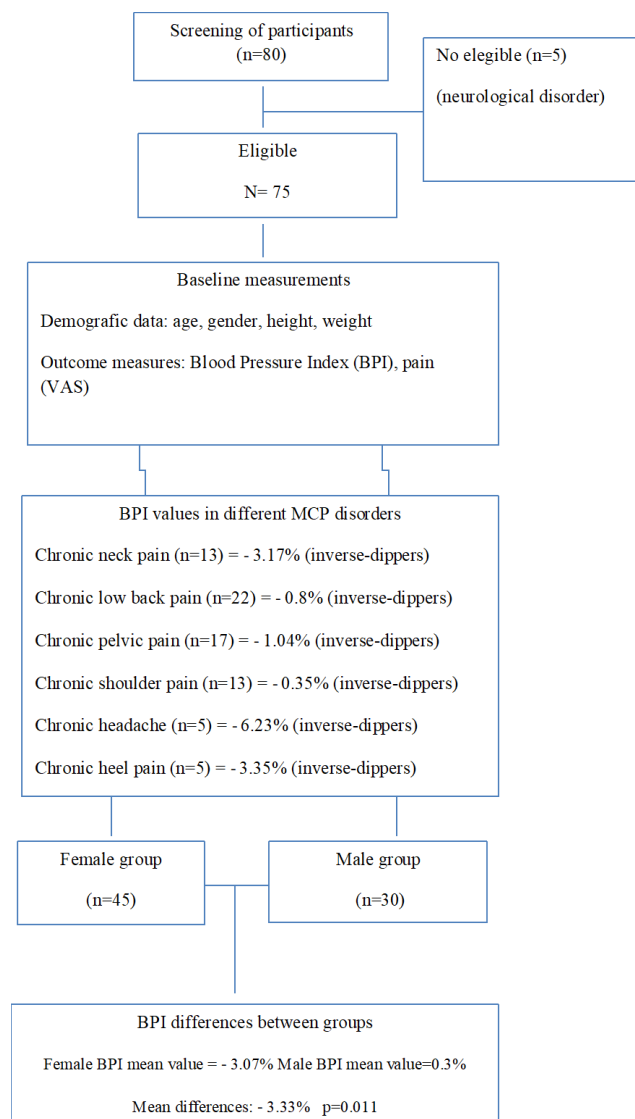 Screening of participants
(n=80)
No elegible (n=5)
(neurological disorder)
Eligible
N= 75
Baseline measurements
Demografic data: age, gender, height, weight
Outcome measures: Blood Pressure Index (BPI), pain
(VAS)
BPI values in different MCP disorders
Chronic neck pain (n=13) = - 3.17% (inverse-dippers)
Chronic low back pain (n=22) = - 0.8% (inverse-dippers)
Chronic pelvic pain (n=17) = - 1.04% (inverse-dippers)
Chronic shoulder pain (n=13) = - 0.35% (inverse-dippers)
Chronic headache (n=5) = - 6.23% (inverse-dippers)
Chronic heel pain (n=5) = - 3.35% (inverse-dippers)
Female group
(n=45)
Male group
(n=30)
BPI differences between groups
Female BPI mean value = - 3.07% Male BPI mean value=0.3%
Mean differences: - 3.33% p=0.011